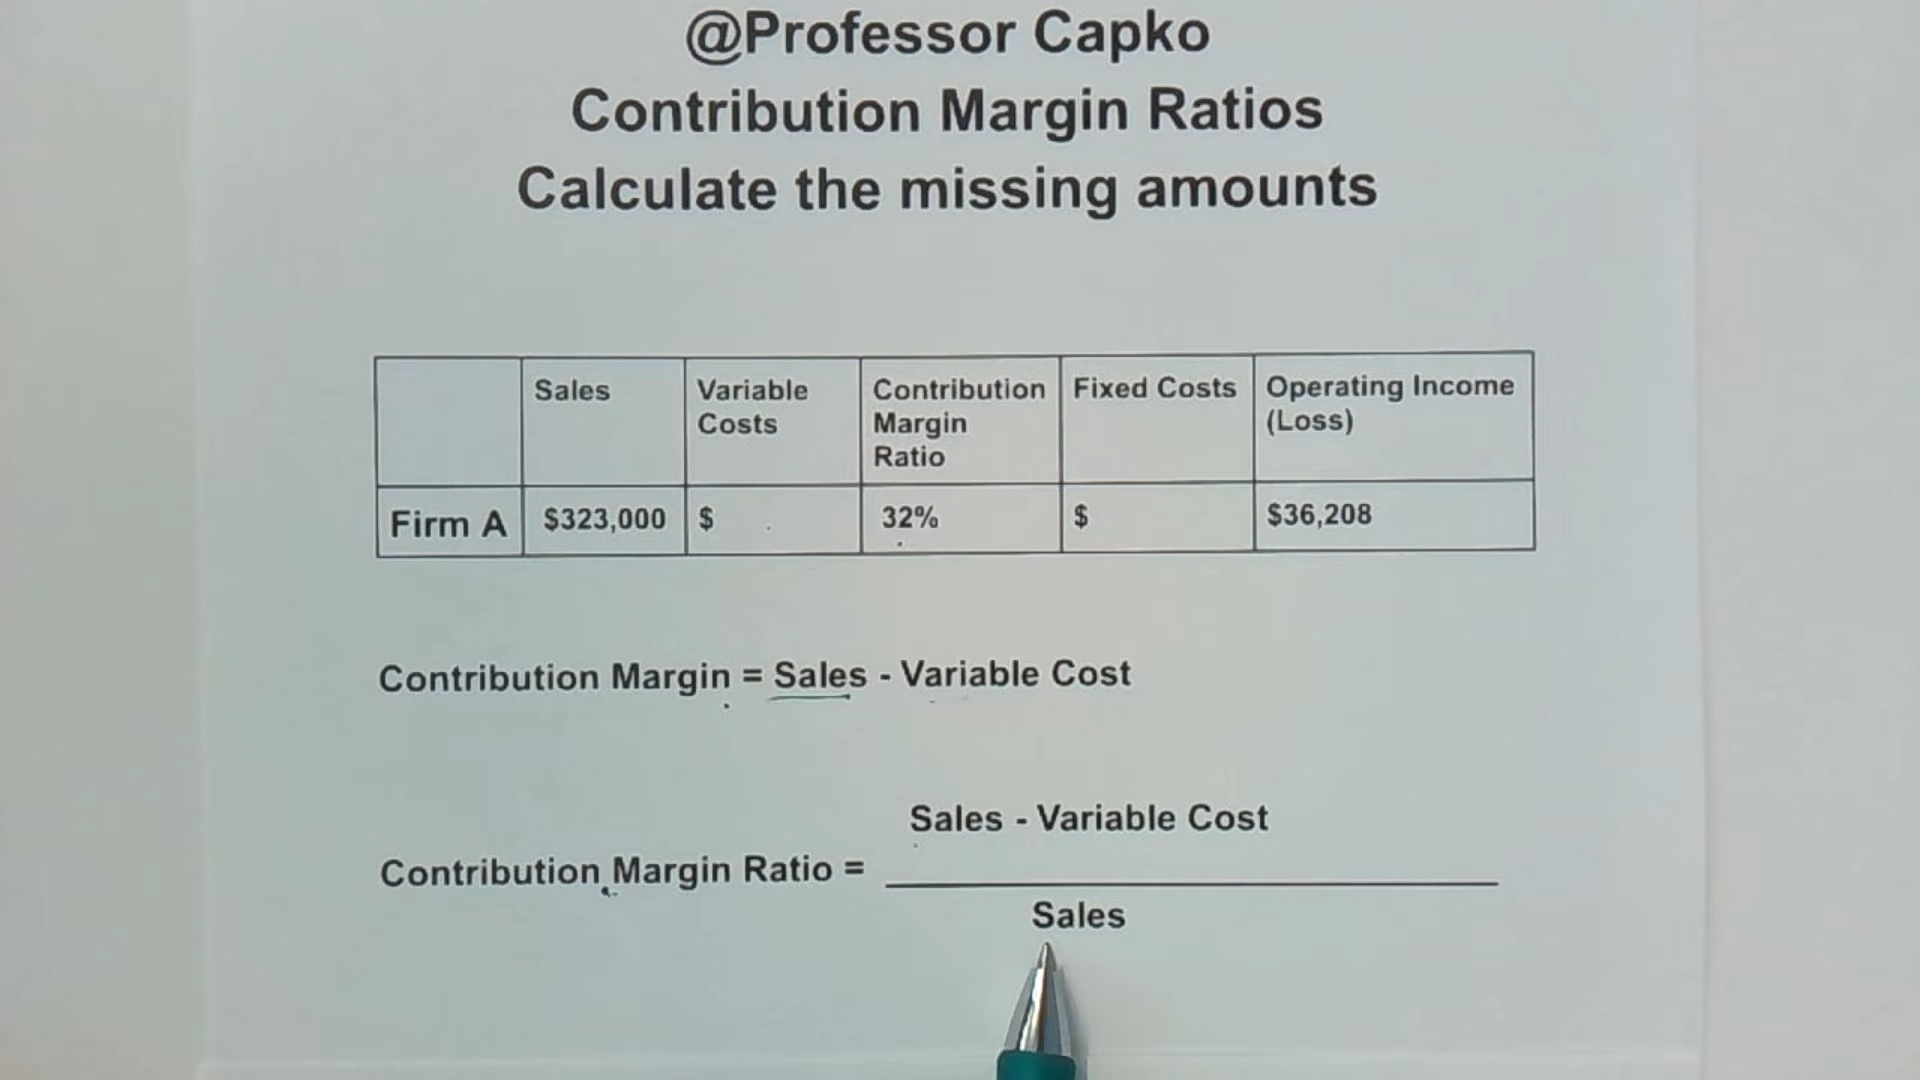 @Professor Capko
Contribution Margin Ratios
Calculate the missing amounts
Sales
Variable
Costs
Contribution
Margin
Ratio
Fixed Costs
Operating Income
(Loss)
Firm A
$323,000
$
32%
$
$36,208
Contribution Margin = Sales - Variable Cost
Sales - Variable Cost
Contribution Margin Ratio =
Sales